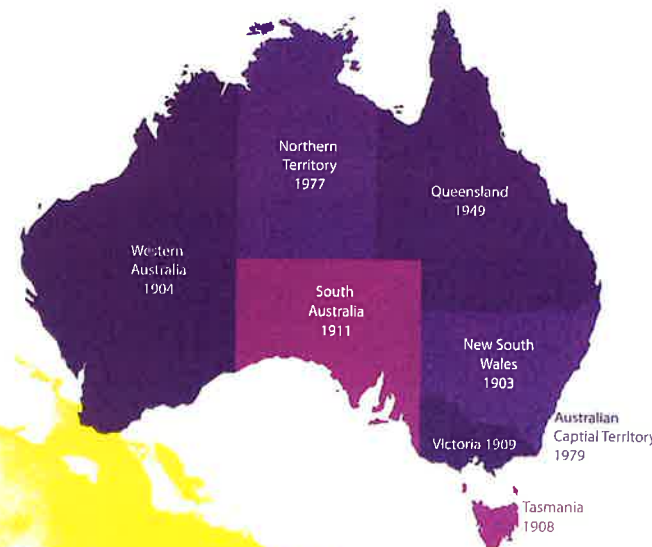 Northern
Territory
1977
Queensland
1949
Western
Australia
1904
South
Australia
1911
New South
Wales
1903
Australian
Captial Territory
1979
Victoria 1909
Tasmania
1908